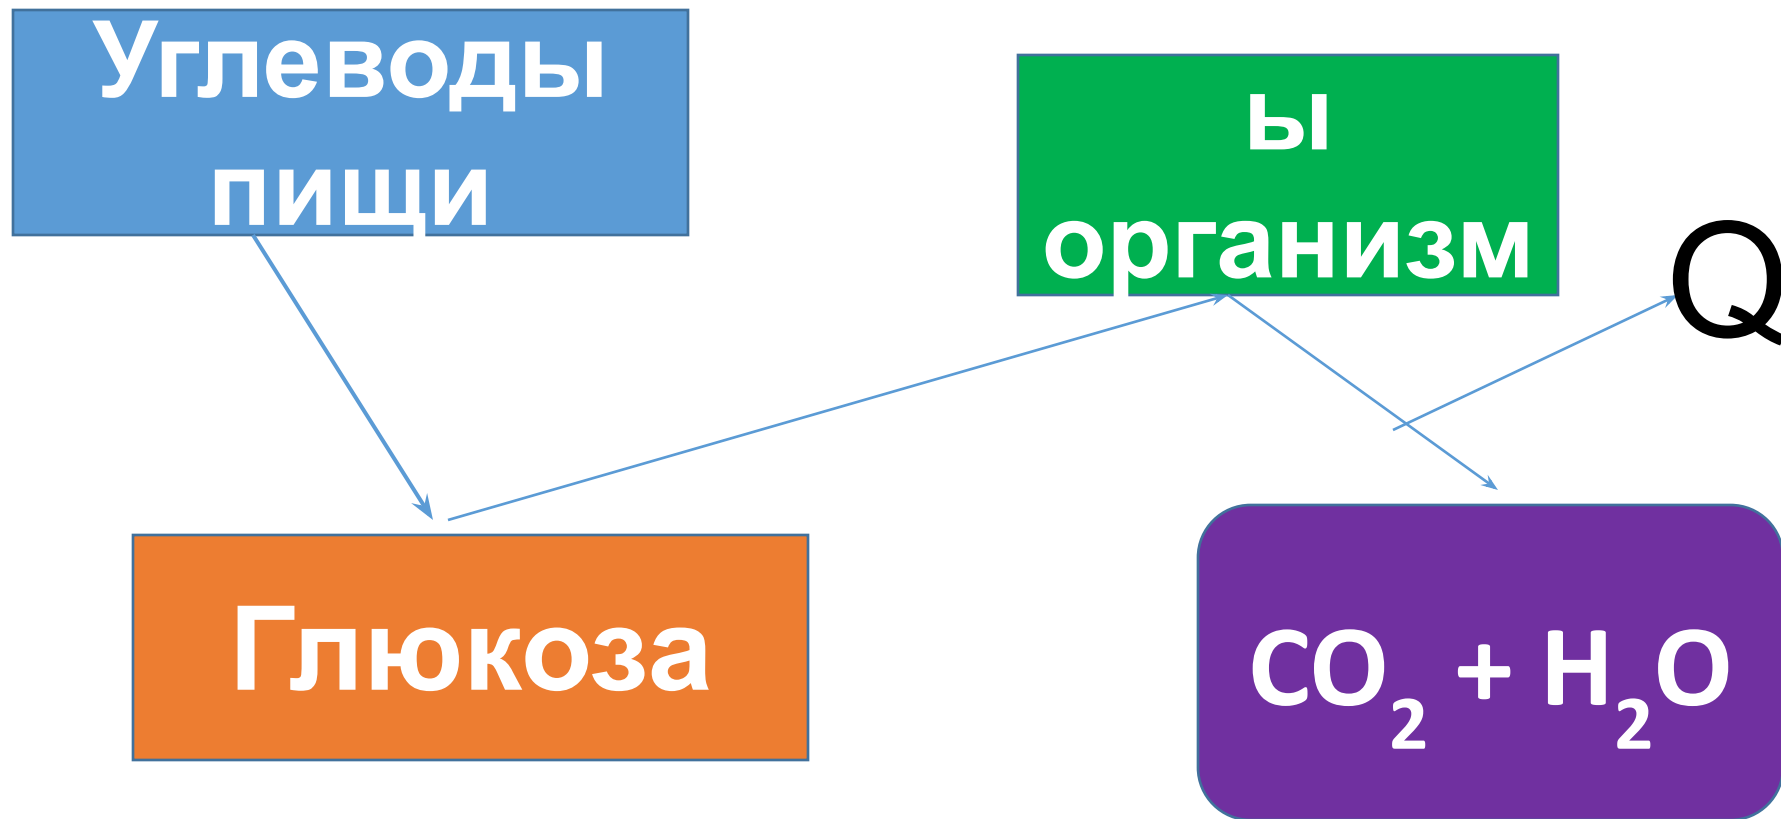 Углеводы
пищи
ы
организм
Q
Глюкоза
CO₂ + H₂O